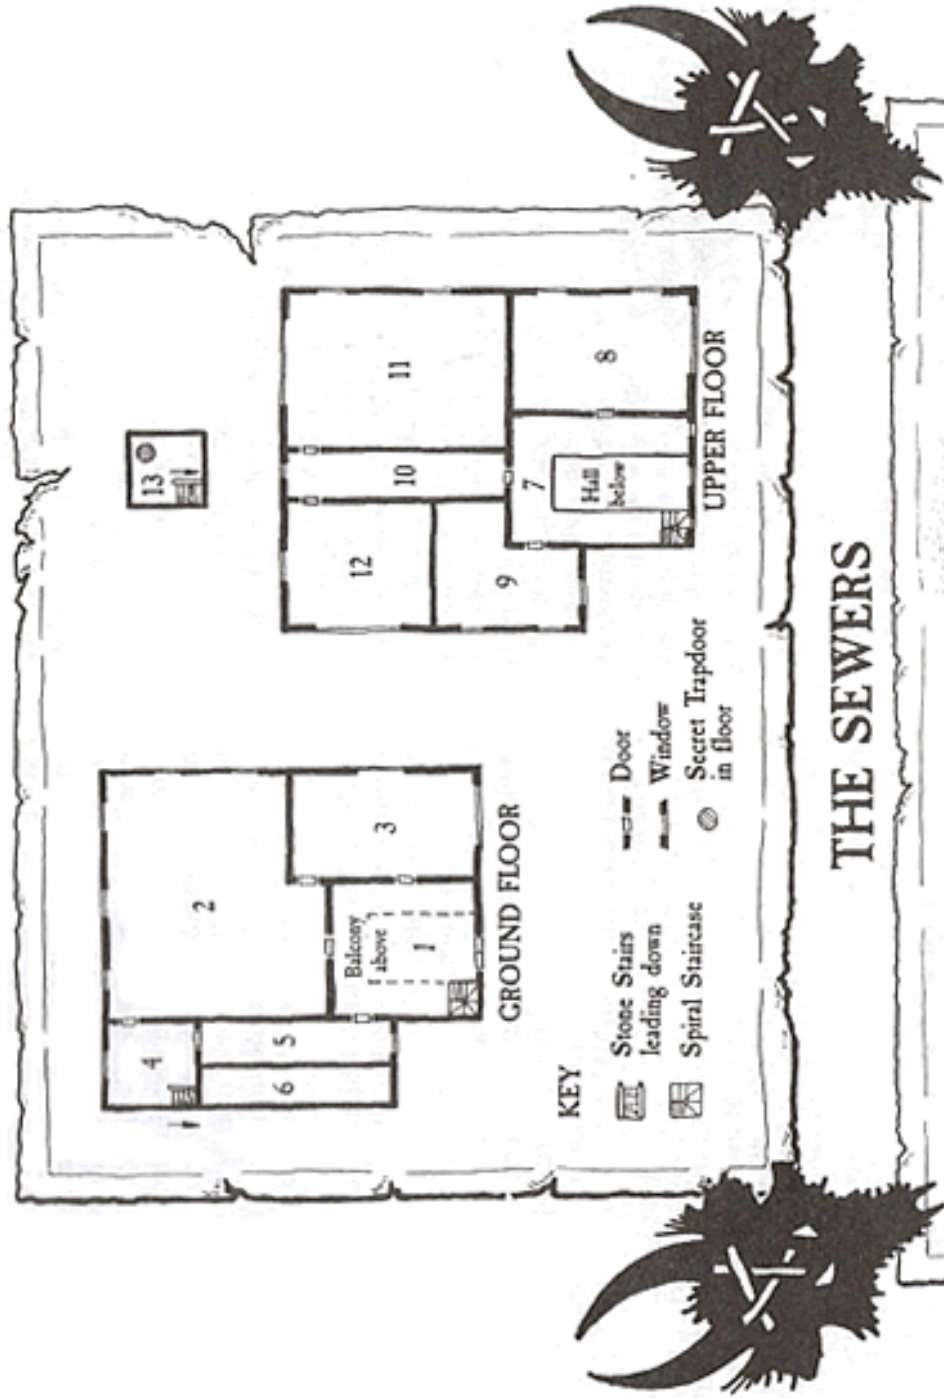 13
11
10
12
7
8
9
Hall
below
UPPER FLOOR
2
3
4
5
6
Balcony
above
1
GROUND FLOOR
KEY
Stone Stairs
leading down
Spiral Staircase
Door
Window
Secret Trapdoor
in floor
THE SEWERS